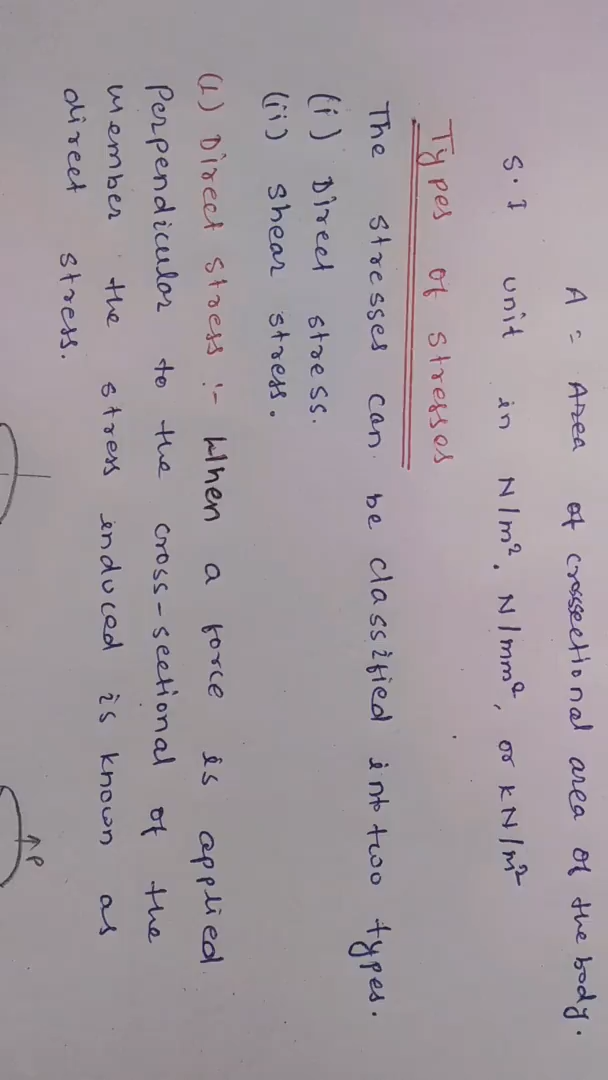 A = Area of crossectional area of the body.
S.I unit in N/m², N/mm², or kN/m²
Types of stresses
The stresses can be classified into two types.
(i) Direct stress.
(ii) shear stress.
(1) Direct stress :- When a force is applied
perpendicular to the cross-sectional of the
member the stress induced is known as
direct stress.
P